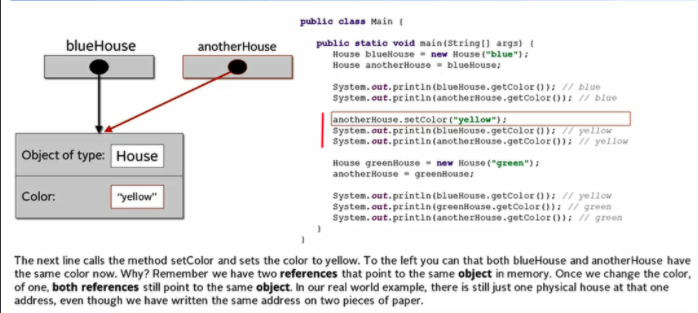 public class Main {
blueHouse
anotherHouse
public static void main(String[] args) {
House blueHouse = new House("blue");
House anotherHouse = blueHouse;
System.out.println(blueHouse.getColor()); // blue
System.out.println(anotherHouse.getColor()); // blue
anotherHouse.setColor("yellow");
System.out.println(blueHouse.getColor()); // yellow
System.out.println(anotherHouse.getColor()); // yellow
Object of type: House
House greenHouse = new House("green");
anotherHouse = greenHouse;
Color: "yellow"
System.out.println(blueHouse.getColor()); // yellow
System.out.println(greenHouse.getColor()); // green
System.out.println(anotherHouse.getColor()); // green
}
}
The next line calls the method setColor and sets the color to yellow. To the left you can that both blueHouse and anotherHouse have
the same color now. Why? Remember we have two references that point to the same object in memory. Once we change the color,
of one, both references still point to the same object. In our real world example, there is still just one physical house at that one
address, even though we have written the same address on two pieces of paper.